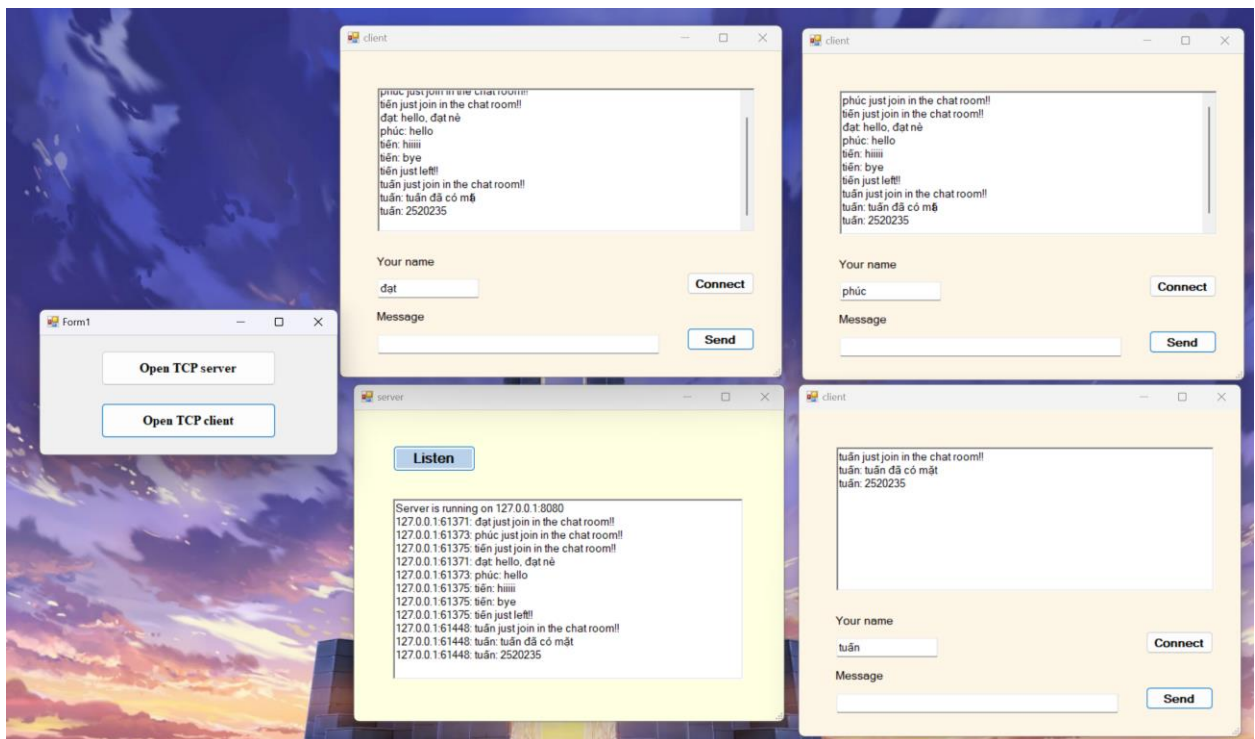 Form1
Open TCP server
Open TCP client
client
phúc just join in the chat room!!
tiến just join in the chat room!!
đạt: hello, đạt nè
phúc: hello
tiến: hiiiii
tiến: bye
tiến just left!!
tuấn just join in the chat room!!
tuấn: tuấn đã có
tuấn: 2520235
Your name
đạt
Connect
Message
Send
client
phúc just join in the chat room!!
tiến just join in the chat room!!
đạt: hello, đạt nè
phúc: hello
tiến: hiiiii
tiến: bye
tiến just left!!
tuấn just join in the chat room!!
tuấn: tuấn đã có
tuấn: 2520235
Your name
phúc
Connect
Message
Send
server
Listen
Server is running on 127.0.0.1:8080
127.0.0.1:61371: đạt just join in the chat room!!
127.0.0.1:61373: phúc just join in the chat room!!
127.0.0.1:61375: tiến just join in the chat room!!
127.0.0.1:61371: đạt: hello, đạt nè
127.0.0.1:61373: phúc: hello
127.0.0.1:61375: tiến: hiiiii
127.0.0.1:61375: tiến: bye
127.0.0.1:61375: tiến just left!!
127.0.0.1:61448: tuấn just join in the chat room!!
127.0.0.1:61448: tuấn: tuấn đã có mặt
127.0.0.1:61448: tuấn: 2520235
client
tuấn just join in the chat room!!
tuấn: tuấn đã có mặt
tuấn: 2520235
Your name
tuấn
Connect
Message
Send